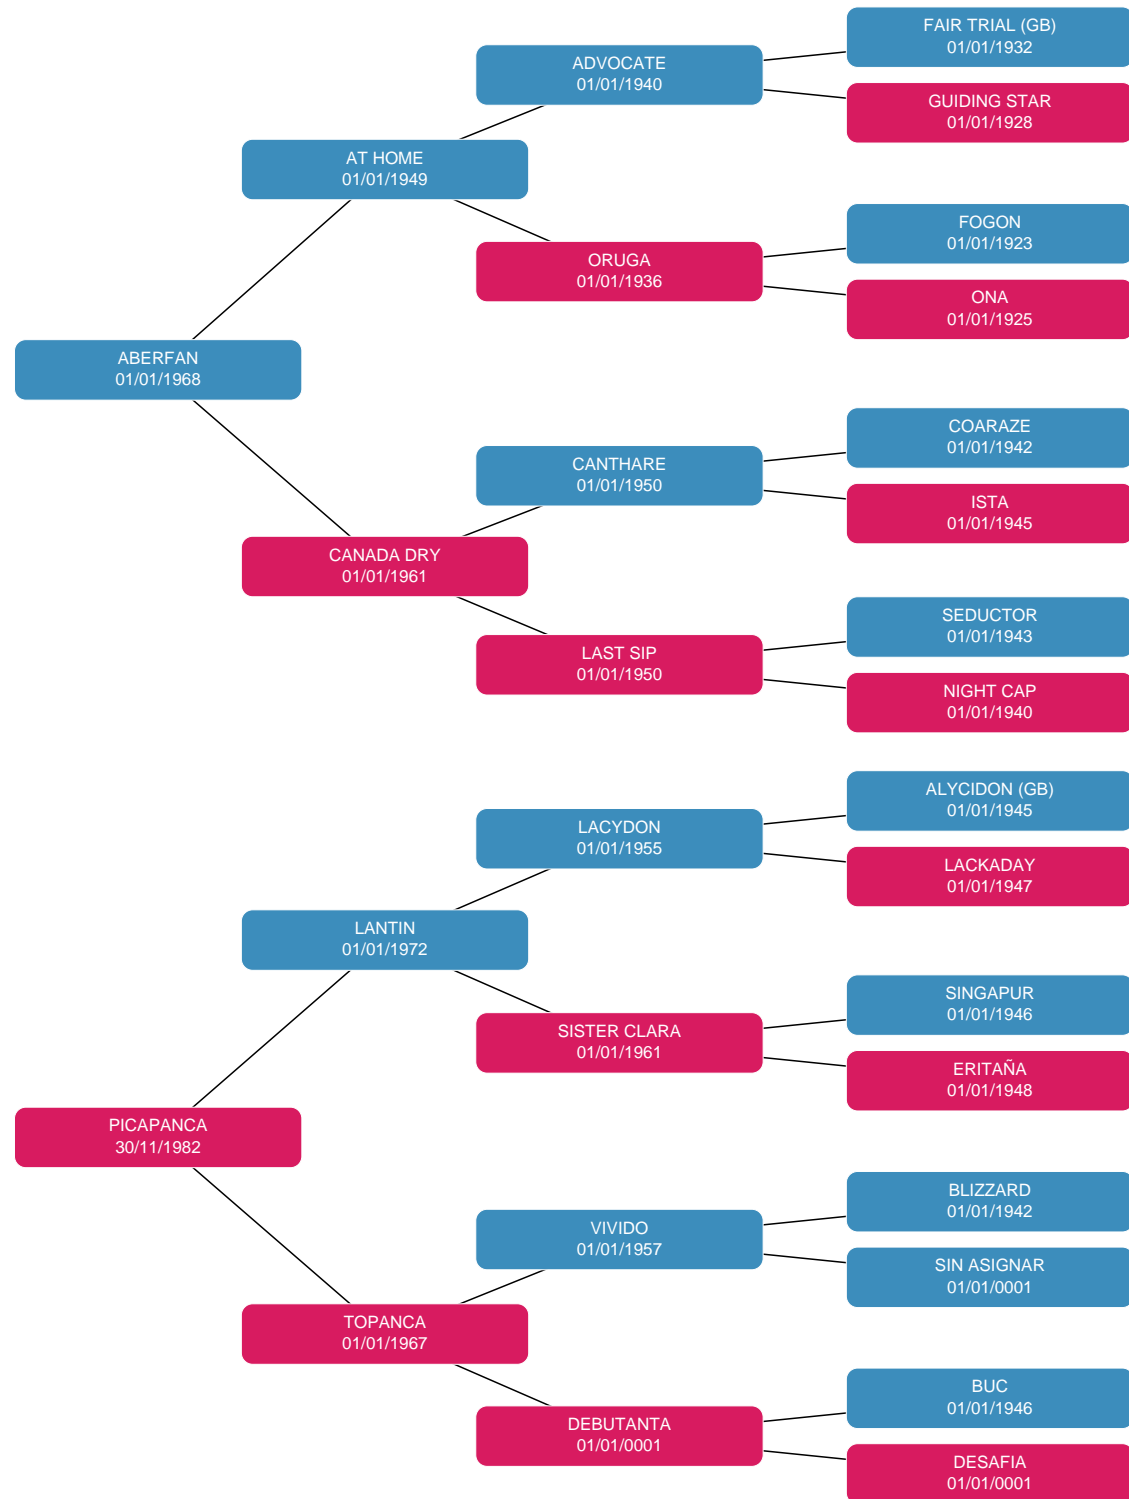 FAIR TRIAL (GB)
01/01/1932
ADVOCATE
01/01/1940
GUIDING STAR
01/01/1928
AT HOME
01/01/1949
FOGON
01/01/1923
ORUGA
01/01/1936
ONA
01/01/1925
ABERFAN
01/01/1968
COARAZE
01/01/1942
CANTHARE
01/01/1950
ISTA
01/01/1945
CANADA DRY
01/01/1961
SEDUCTOR
01/01/1943
LAST SIP
01/01/1950
NIGHT CAP
01/01/1940
ALYCIDON (GB)
01/01/1945
LACYDON
01/01/1955
LACKADAY
01/01/1947
LANTIN
01/01/1972
SINGAPUR
01/01/1946
SISTER CLARA
01/01/1961
ERITAÑA
01/01/1948
PICAPANCA
30/11/1982
BLIZZARD
01/01/1942
VIVIDO
01/01/1957
SIN ASIGNAR
01/01/0001
TOPANCA
01/01/1967
BUC
01/01/1946
DEBUTANTA
01/01/0001
DESAFIA
01/01/0001